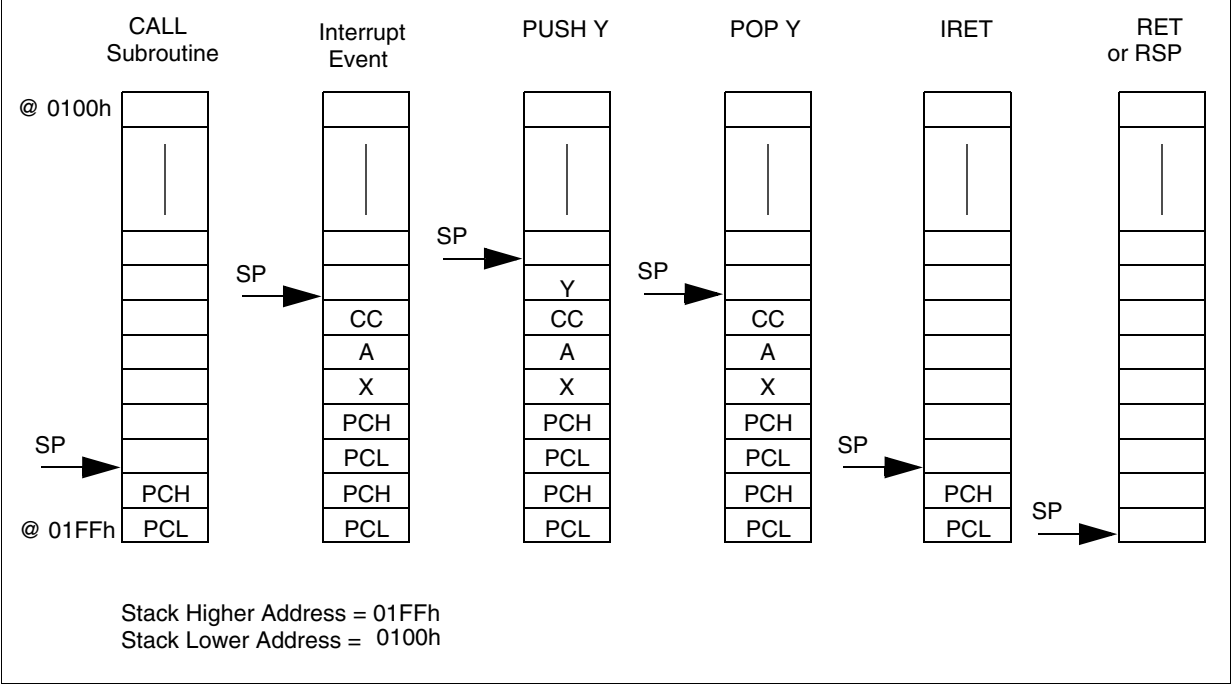 CALL
Subroutine
Interrupt
Event
PUSH Y
POP Y
IRET
RET
or RSP
@ 0100h
SP
PCH
@ 01FFh PCL
SP
CC
A
X
PCH
PCL
PCH
PCL
SP
Y
CC
A
X
PCH
PCL
PCH
PCL
SP
CC
A
X
PCH
PCL
PCH
PCL
SP
PCH
PCL
SP
Stack Higher Address = 01FFh
Stack Lower Address = 0100h